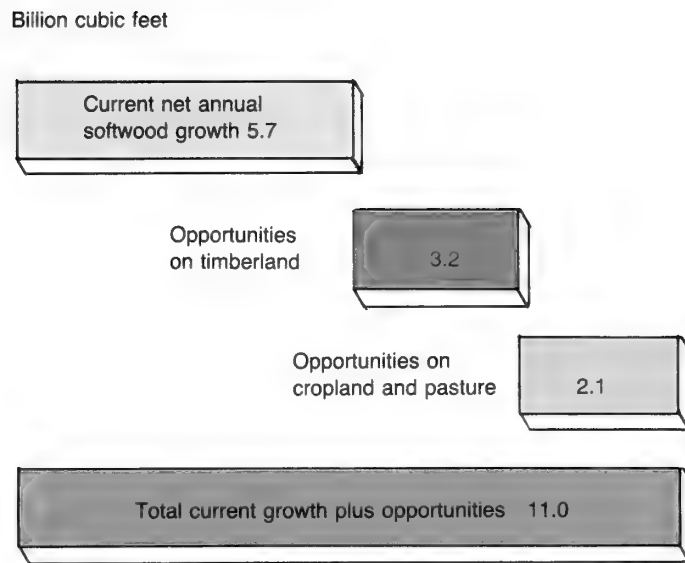 Billion cubic feet
Current net annual
softwood growth 5.7
Opportunities
on timberland
3.2
Opportunities on
cropland and pasture
2.1
Total current growth plus opportunities 11.0